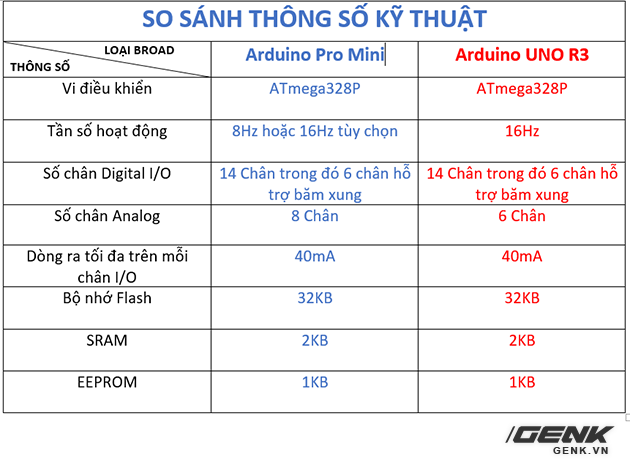 SO SÁNH THÔNG SỐ KỸ THUẬT
LOẠI BROAD
THÔNG SỐ
Arduino Pro Mini
Arduino UNO R3
Vi điều khiển
ATmega328P
ATmega328P
Tần số hoạt động
8Hz hoặc 16Hz tùy chọn
16Hz
Số chân Digital I/O
14 Chân trong đó 6 chân hỗ
trợ băm xung
14 Chân trong đó 6 chân hỗ
trợ băm xung
Số chân Analog
8 Chân
6 Chân
Dòng ra tối đa trên mỗi
chân I/O
40mA
40mA
Bộ nhớ Flash
32KB
32KB
SRAM
2KB
2KB
EEPROM
1KB
1KB
GENK
GENK.VN